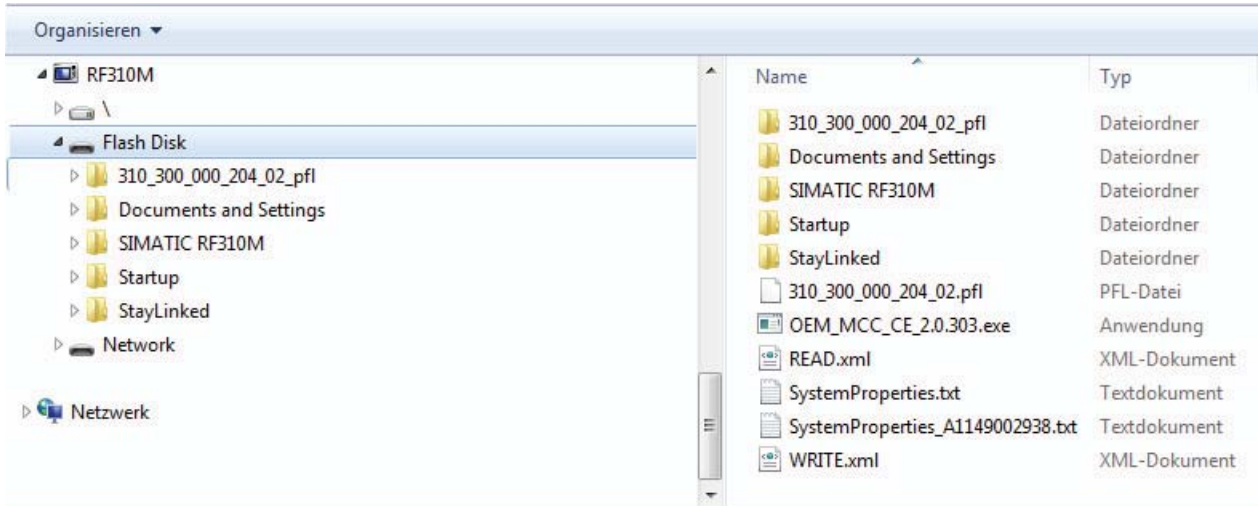 Organisieren
RF310M
\
Flash Disk
310_300_000_204_02_pfl
Documents and Settings
SIMATIC RF310M
Startup
StayLinked
Network
Netzwerk
Name Typ
310_300_000_204_02_pfl Dateiordner
Documents and Settings Dateiordner
SIMATIC RF310M Dateiordner
Startup Dateiordner
StayLinked Dateiordner
310_300_000_204_02.pfl PFL-Datei
OEM_MCC_CE_2.0.303.exe Anwendung
READ.xml XML-Dokument
SystemProperties.txt Textdokument
SystemProperties_A1149002938.txt Textdokument
WRITE.xml XML-Dokument